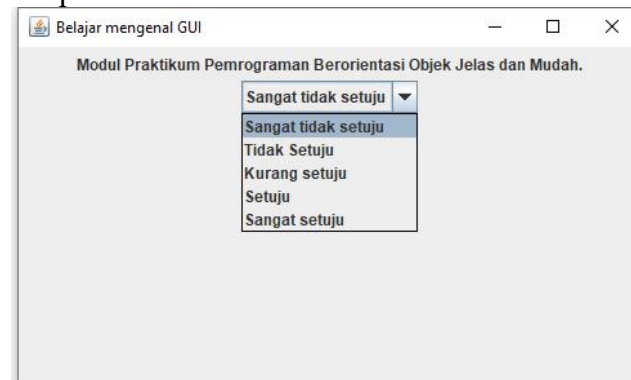 Belajar mengenal GUI
Modul Praktikum Pemrograman Berorientasi Objek Jelas dan Mudah.
Sangat tidak setuju
Sangat tidak setuju
Tidak Setuju
Kurang setuju
Setuju
Sangat setuju